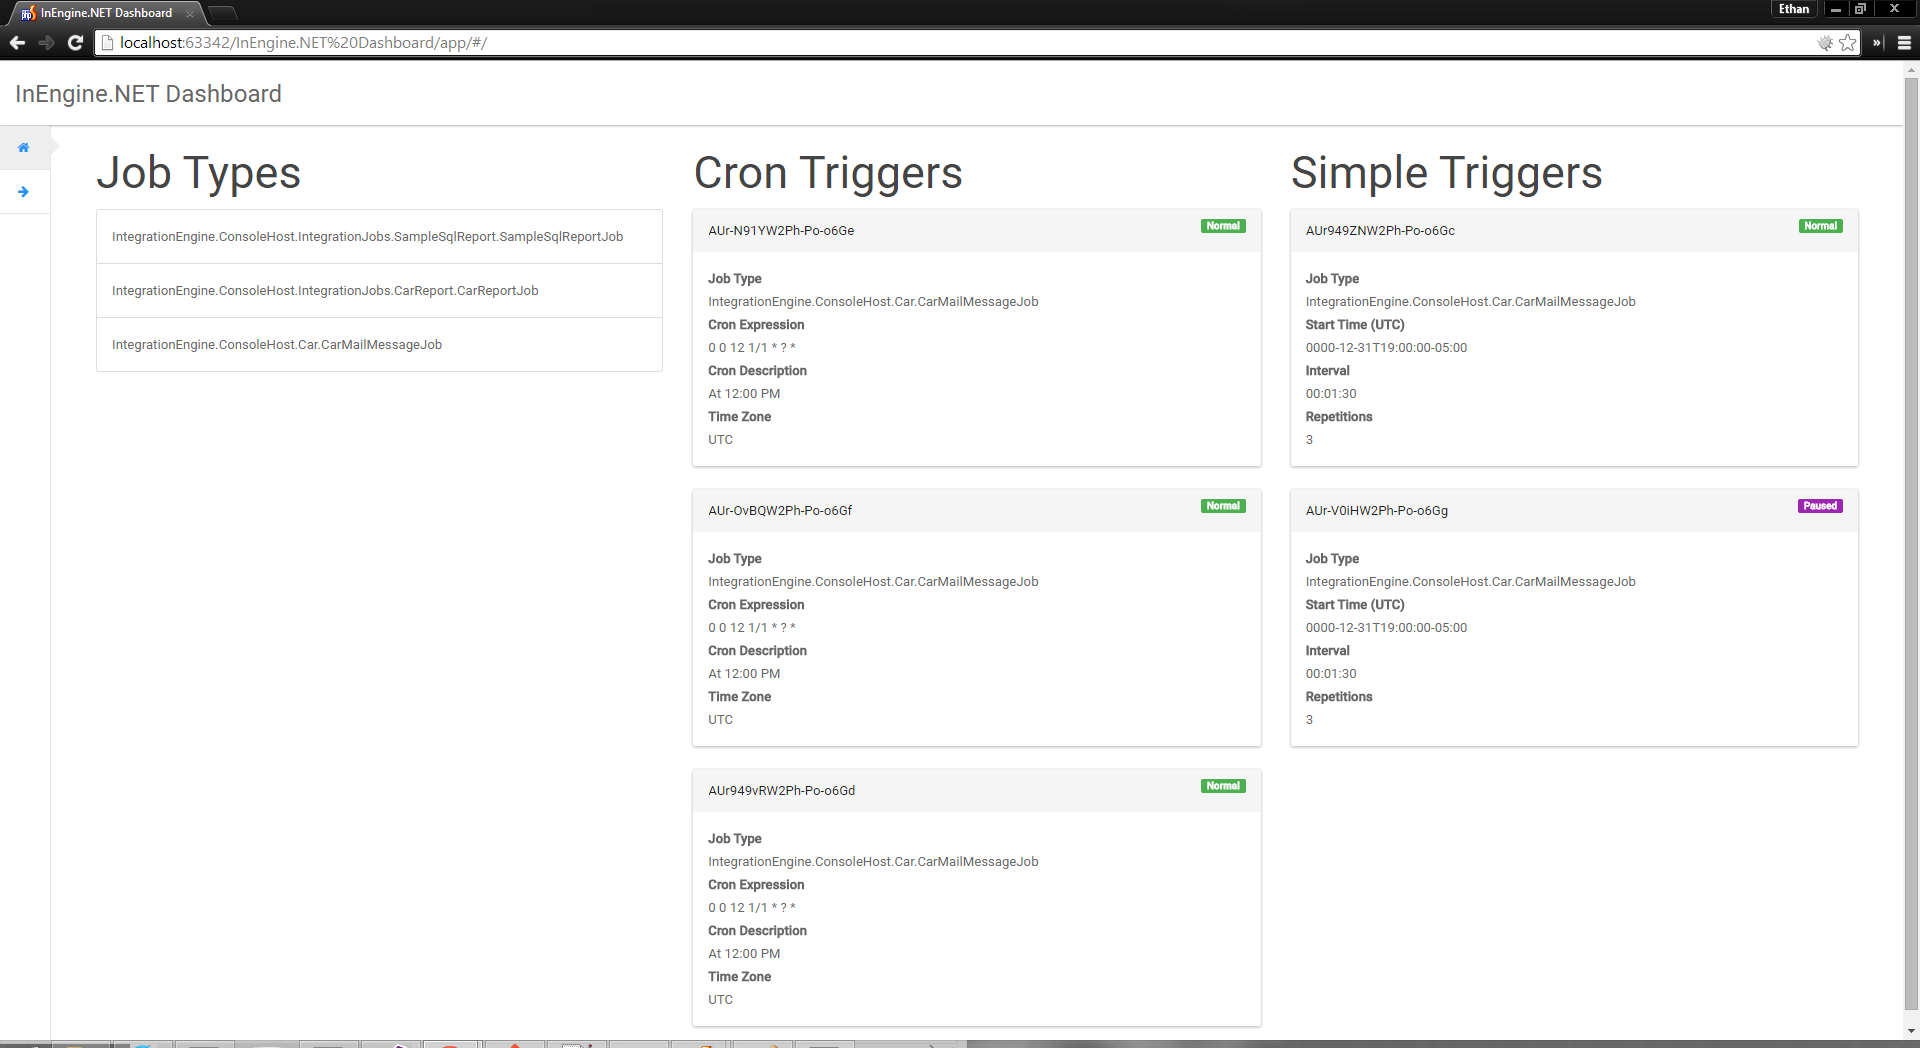 InEngine.NET Dashboard
Ethan
localhost:63342/InEngine.NET%20Dashboard/app/#/
InEngine.NET Dashboard
Job Types
IntegrationEngine.ConsoleHost.IntegrationJobs.SampleSqlReport.SampleSqlReportJob
IntegrationEngine.ConsoleHost.IntegrationJobs.CarReport.CarReportJob
IntegrationEngine.ConsoleHost.Car.CarMailMessageJob
Cron Triggers
AUr-N91YW2Ph-Po-o6Ge
Normal
Job Type
IntegrationEngine.ConsoleHost.Car.CarMailMessageJob
Cron Expression
0 0 12 1/1 * ? *
Cron Description
At 12:00 PM
Time Zone
UTC
AUr-OvBQW2Ph-Po-o6Gf
Normal
Job Type
IntegrationEngine.ConsoleHost.Car.CarMailMessageJob
Cron Expression
0 0 12 1/1 * ? *
Cron Description
At 12:00 PM
Time Zone
UTC
AUr949vRW2Ph-Po-o6Gd
Normal
Job Type
IntegrationEngine.ConsoleHost.Car.CarMailMessageJob
Cron Expression
0 0 12 1/1 * ? *
Cron Description
At 12:00 PM
Time Zone
UTC
Simple Triggers
AUr949ZNW2Ph-Po-o6Gc
Normal
Job Type
IntegrationEngine.ConsoleHost.Car.CarMailMessageJob
Start Time (UTC)
0000-12-31T19:00:00-05:00
Interval
00:01:30
Repetitions
3
AUr-V0iHW2Ph-Po-o6Gg
Paused
Job Type
IntegrationEngine.ConsoleHost.Car.CarMailMessageJob
Start Time (UTC)
0000-12-31T19:00:00-05:00
Interval
00:01:30
Repetitions
3